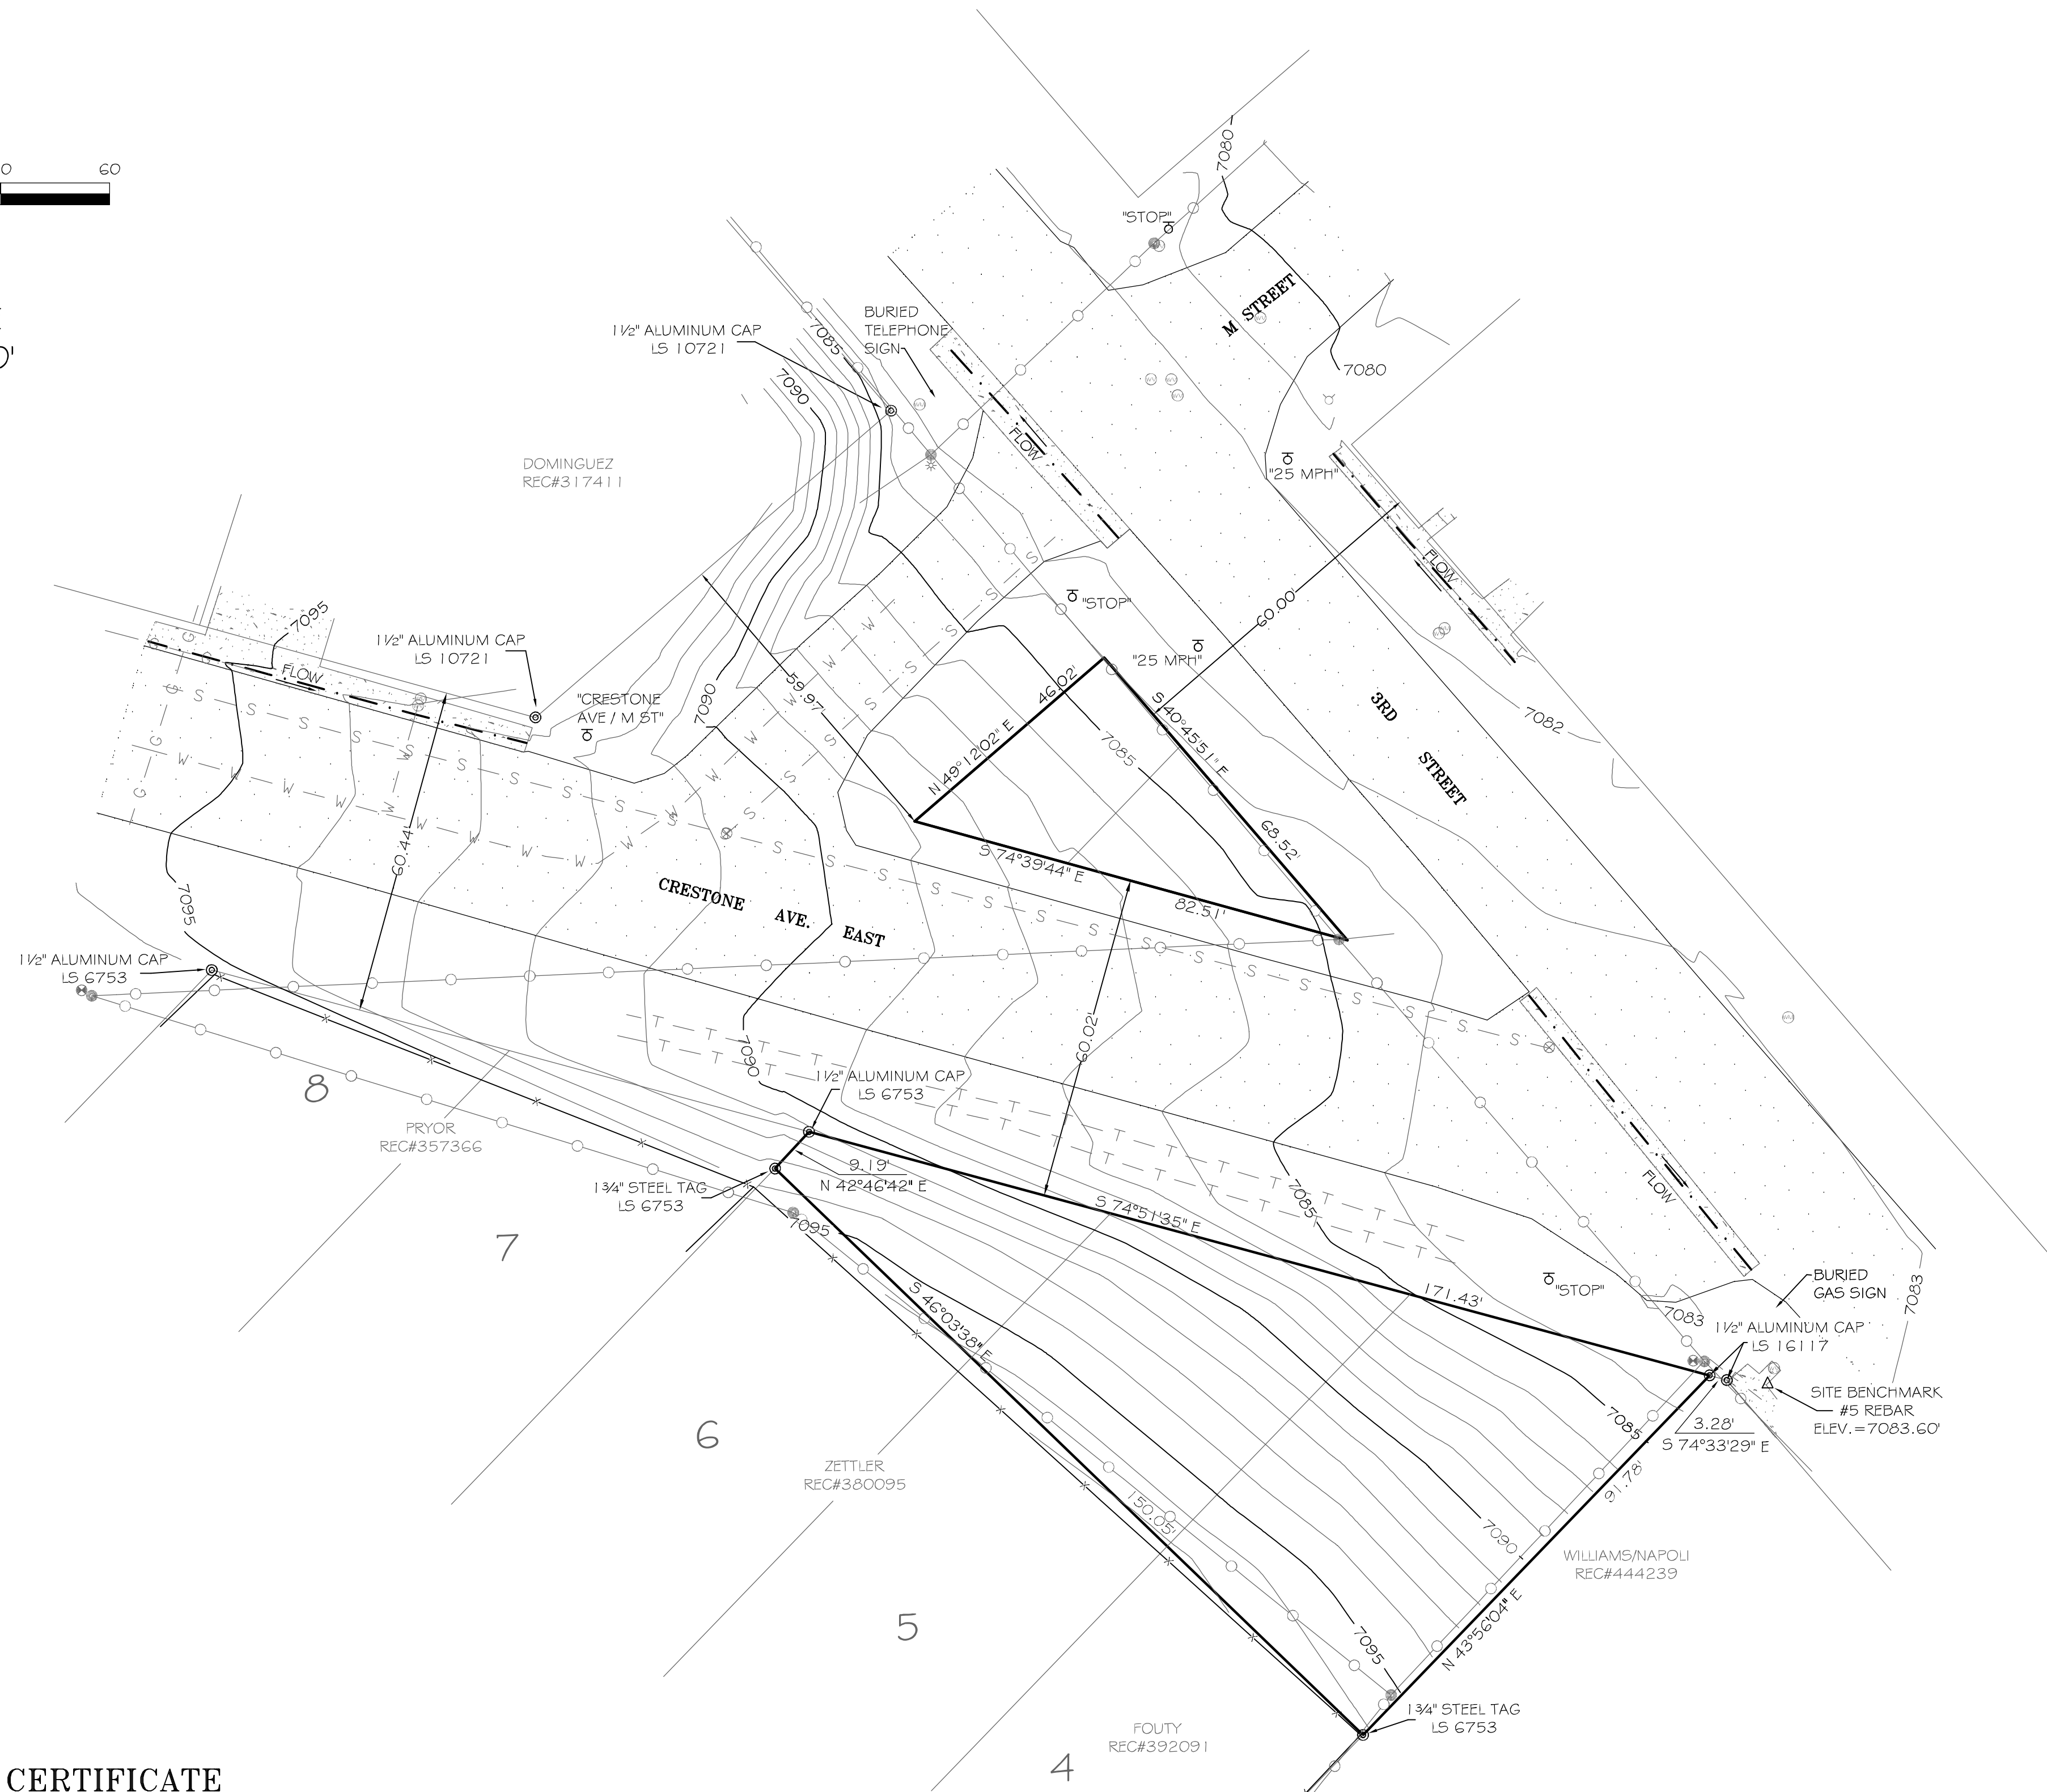 0 60
0'
7080
"STOP"
M STREET
BURIED
TELEPHONE
SIGN
1 1/2" ALUMINUM CAP
LS 10721
7085
7090
7080
FLOW
"25 MPH"
DOMINGUEZ
REC#317411
FLOW
"STOP"
60.00'
7095
1 1/2" ALUMINUM CAP
LS 10721
FLOW
"25 MPH"
"CRESTONE
AVE / M ST"
7090
59.97'
46.02'
N 49°12'02" E
S 40°45'51" E
68.52'
7085
3RD
STREET
7082
60.44'
S 74°39'44" E
82.51'
CRESTONE AVE. EAST
7095
1 1/2" ALUMINUM CAP
LS 6753
60.02'
7090
1 1/2" ALUMINUM CAP
LS 6753
8
PRYOR
REC#357366
9.19'
N 42°46'42" E
1 3/4" STEEL TAG
LS 6753
7095
7085
S 74°51'35" E
171.43'
FLOW
7
"STOP"
BURIED
GAS SIGN
7083
7083
1 1/2" ALUMINUM CAP
LS 16117
S 46°03'38" E
SITE BENCHMARK
#5 REBAR
ELEV.=7083.60'
3.28'
S 74°33'29" E
7085
6
ZETTLER
REC#380095
150.05'
91.78'
7090
WILLIAMS/NAPOLI
REC#444239
N 43°56'04" E
7095
5
1 3/4" STEEL TAG
LS 6753
FOUTY
REC#392091
4
CERTIFICATE